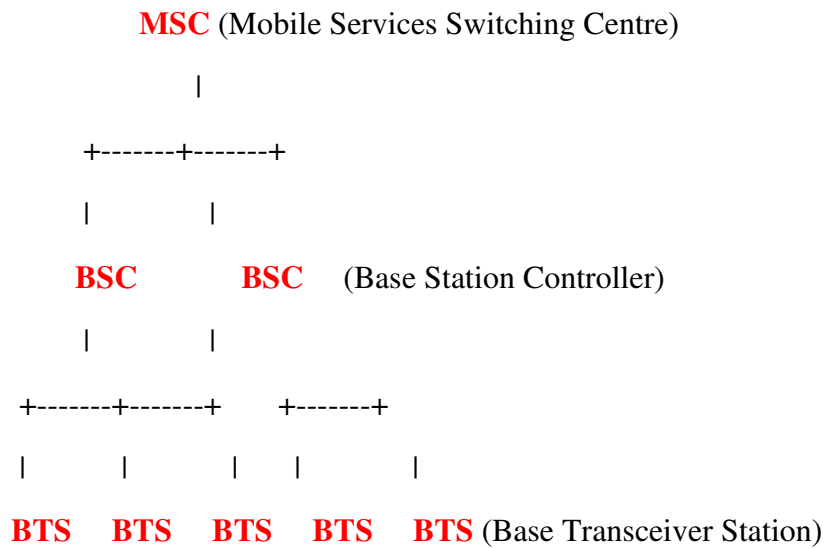 MSC (Mobile Services Switching Centre)
|
+-------+-------+
| |
BSC BSC (Base Station Controller)
| |
+-------+-------+ +-------+
| | | | |
BTS BTS BTS BTS BTS (Base Transceiver Station)